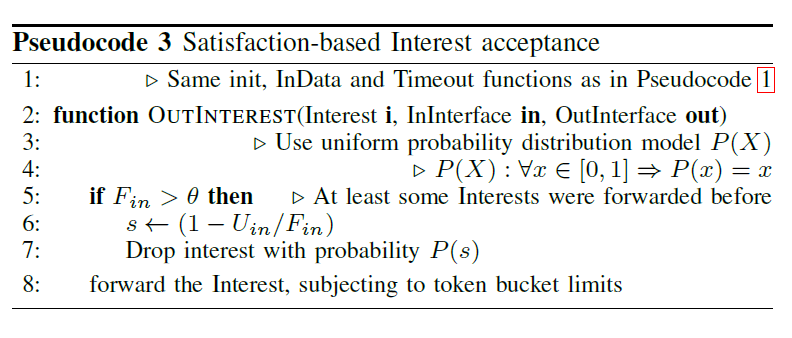 Pseudocode 3 Satisfaction-based Interest acceptance
1: ▷ Same init, InData and Timeout functions as in Pseudocode 1
2: function OUTINTEREST(Interest i, InInterface in, OutInterface out)
3: ▷ Use uniform probability distribution model P(X)
4: ▷ P(X) : ∀x ∈ [0, 1] ⇒ P(x) = x
5: if F_in > θ then ▷ At least some Interests were forwarded before
6: s ← (1 − U_in/F_in)
7: Drop interest with probability P(s)
8: forward the Interest, subjecting to token bucket limits